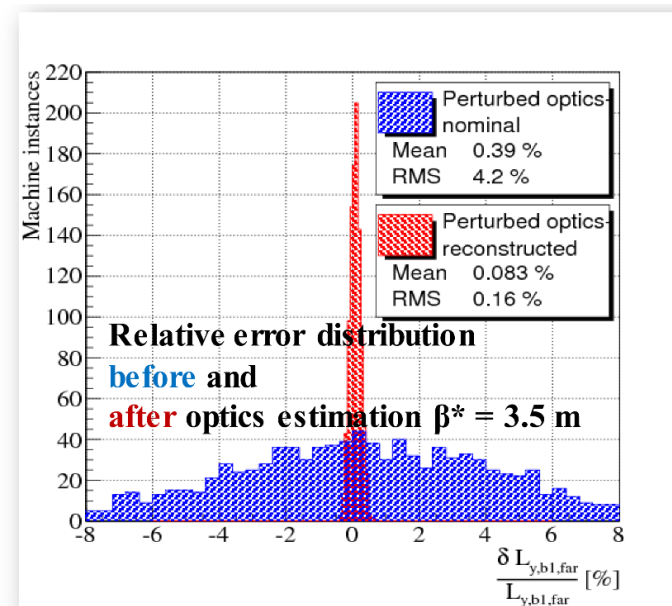 Machine instances
220
200
180
160
140
120
100
80
60
40
20
0
Perturbed optics-
nominal
Mean 0.39 %
RMS 4.2 %
Perturbed optics-
reconstructed
Mean 0.083 %
RMS 0.16 %
Relative error distribution
before and
after optics estimation β* = 3.5 m
-8 -6 -4 -2 0 2 4 6 8
δ L_y,b1,far
L_y,b1,far [%]